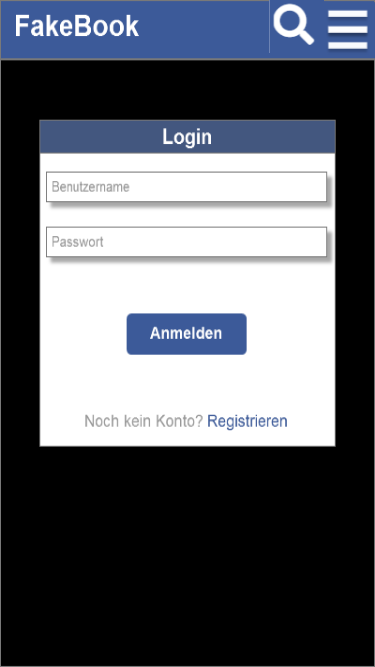 FakeBook
Login
Benutzername
Passwort
Anmelden
Noch kein Konto? Registrieren